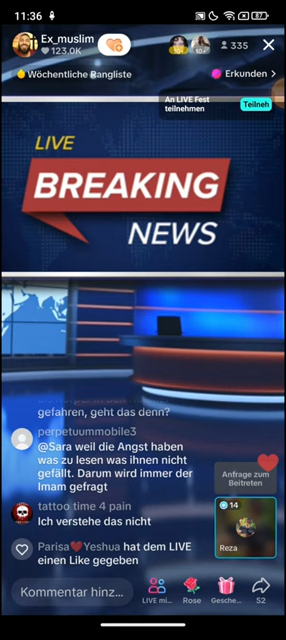 11:36
87
Ex_muslim
123,0K
335
Wöchentliche Rangliste
Erkunden >
An LIVE Fest
teilnehmen
Teilneh
LIVE
BREAKING
NEWS
gefahren, geht das denn?
perpetuummobile3
@Sara weil die Angst haben
was zu lesen was ihnen nicht
gefällt. Darum wird immer der
Imam gefragt
tattoo time 4 pain
Ich verstehe das nicht
Parisa❤️Yeshua hat dem LIVE
einen Like gegeben
Anfrage zum
Beitreten
14
Reza
Kommentar hinz...
LIVE mi...
Rose
Gesche...
52